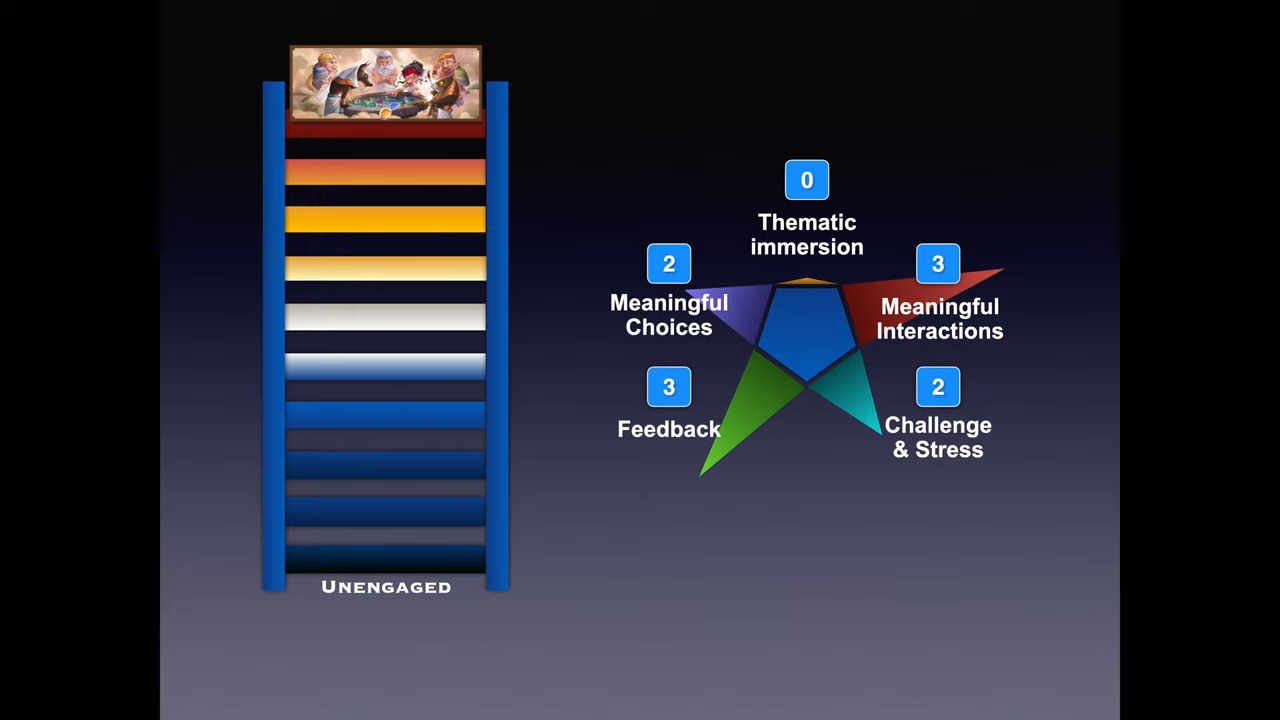 0
Thematic
immersion
2
Meaningful
Choices
3
Meaningful
Interactions
3
Feedback
2
Challenge
& Stress
UNENGAGED